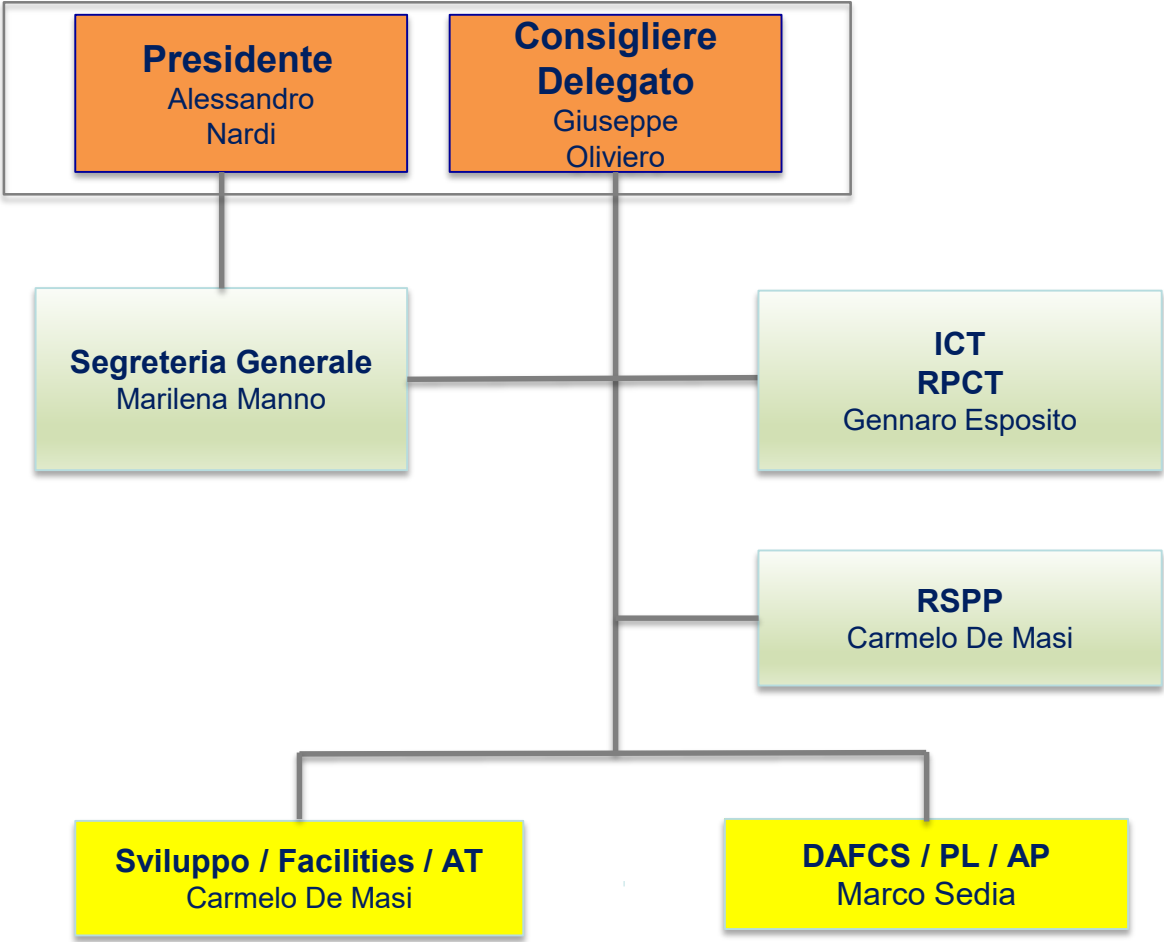 Presidente
Alessandro
Nardi
Consigliere
Delegato
Giuseppe
Oliviero
Segreteria Generale
Marilena Manno
ICT
RPCT
Gennaro Esposito
RSPP
Carmelo De Masi
Sviluppo / Facilities / AT
Carmelo De Masi
DAFCS / PL / AP
Marco Sedia